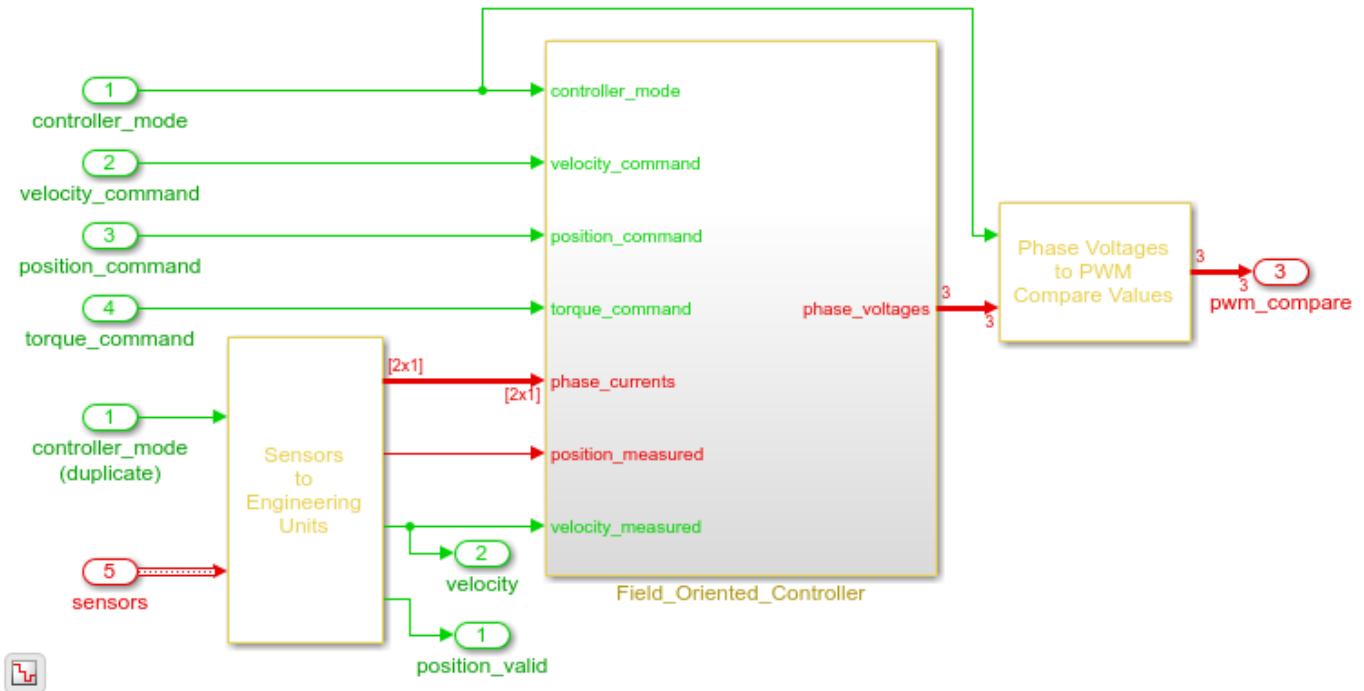 1
controller_mode
2
velocity_command
3
position_command
4
torque_command
1
controller_mode
(duplicate)
5
sensors
Sensors
to
Engineering
Units
[2x1]
[2x1]
2
velocity
1
position_valid
controller_mode
velocity_command
position_command
torque_command
phase_currents
position_measured
velocity_measured
phase_voltages
Field_Oriented_Controller
3
3
Phase Voltages
to PWM
Compare Values
3
3
3
pwm_compare